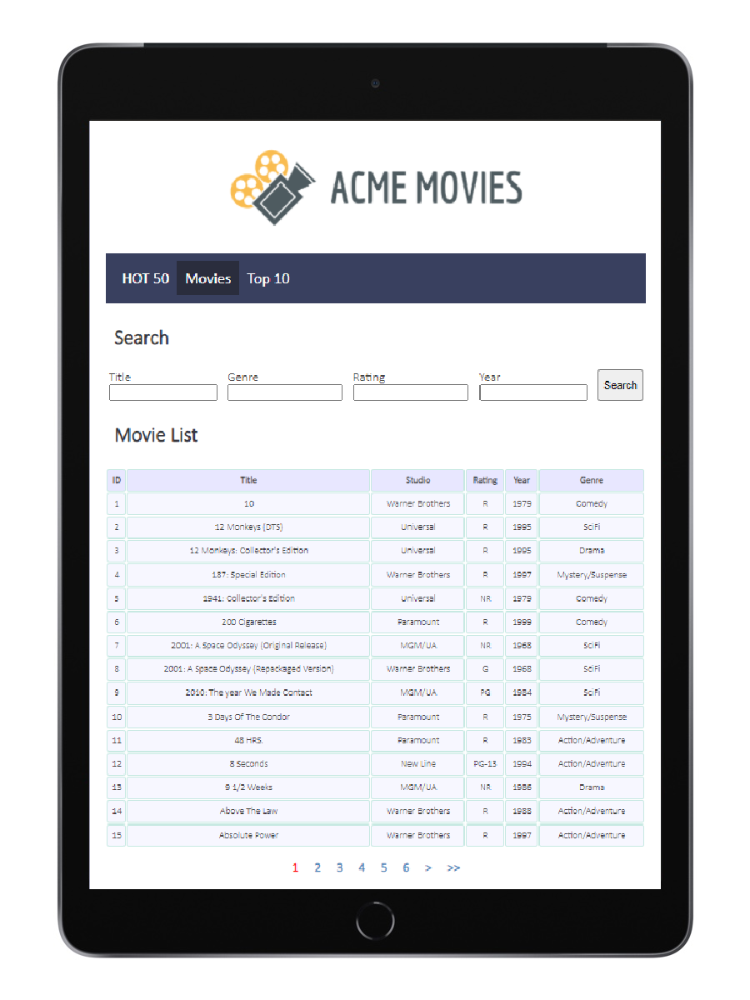 ACME MOVIES
HOT 50 Movies Top 10
Search
Title Genre Rating Year
Search
Movie List
ID Title Studio Rating Year Genre
1 10 Warner Brothers R 1979 Comedy
2 12 Monkeys (DTS) Universal R 1995 SciFi
3 12 Monkeys: Collector's Edition Universal R 1995 Drama
4 187: Special Edition Warner Brothers R 1997 Mystery/Suspense
5 1941: Collector's Edition Universal NR 1979 Comedy
6 200 Cigarettes Paramount R 1999 Comedy
7 2001: A Space Odyssey (Original Release) MGM/UA NR 1968 SciFi
8 2001: A Space Odyssey (Repackaged Version) Warner Brothers G 1968 SciFi
9 2010: The year We Made Contact MGM/UA PG 1984 SciFi
10 3 Days Of The Condor Paramount R 1975 Mystery/Suspense
11 48 HRS. Paramount R 1983 Action/Adventure
12 8 Seconds New Line PG-13 1994 Action/Adventure
13 9 1/2 Weeks MGM/UA NR 1986 Drama
14 Above The Law Warner Brothers R 1988 Action/Adventure
15 Absolute Power Warner Brothers R 1997 Action/Adventure
1 2 3 4 5 6 > >>